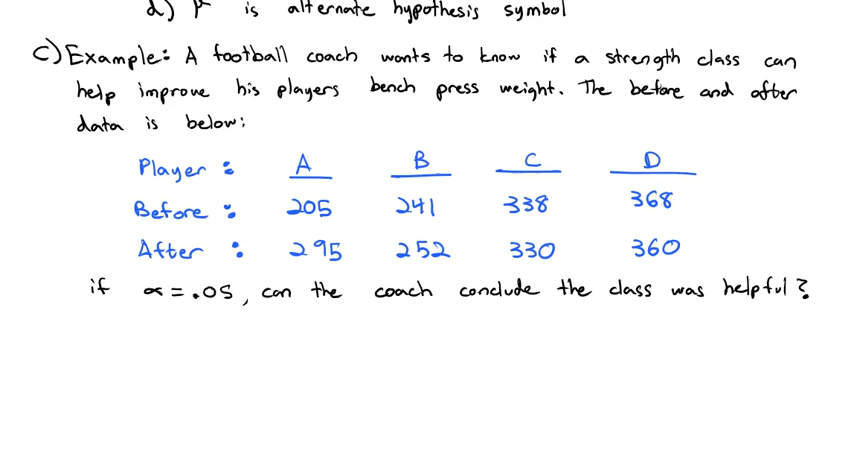 d) μ is alternate hypothesis symbol
c) Example: A football coach wants to know if a strength class can
help improve his players bench press weight. The before and after
data is below:
Player : A B C D
Before : 205 241 338 368
After : 295 252 330 360
if α = .05, can the coach conclude the class was helpful?